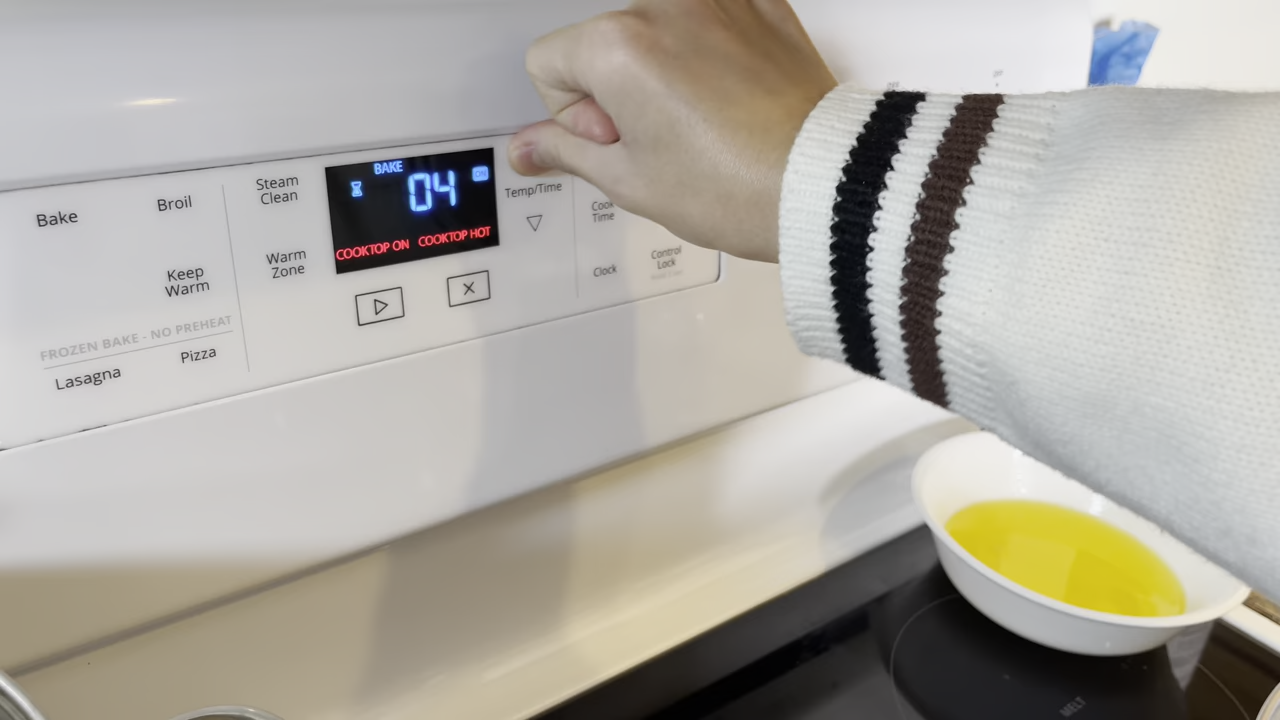 Bake
Broil
Keep
Warm
FROZEN BAKE - NO PREHEAT
Lasagna
Pizza
Steam
Clean
Warm
Zone
BAKE
04
ON
COOKTOP ON COOKTOP HOT
Temp/Time
Cook
Time
Clock
Control
Lock
MELT